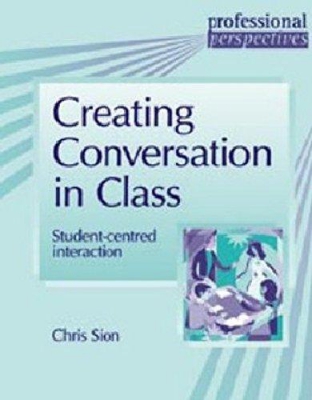 professional
perspectives
Creating
Conversation
in Class
Student-centred
interaction
Chris Sion